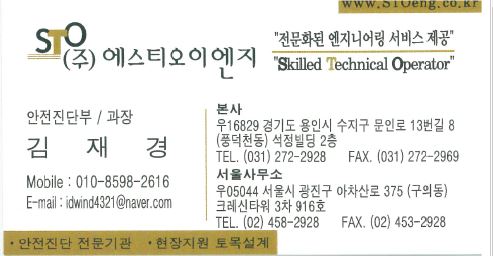 www.STOeng.co.kr
STO
(주) 에스티오이엔지
"전문화된 엔지니어링 서비스 제공"
"Skilled Technical Operator"
안전진단부 / 과장
김 재 경
Mobile : 010-8598-2616
E-mail : idwind4321@naver.com
본사
우16829 경기도 용인시 수지구 문인로 13번길 8
(풍덕천동) 석정빌딩 2층
TEL. (031) 272-2928 FAX. (031) 272-2969
서울사무소
우05044 서울시 광진구 아차산로 375 (구의동)
크레신타워 3차 916호
TEL. (02) 458-2928 FAX. (02) 453-2928
· 안전진단 전문기관 · 현장지원 토목설계